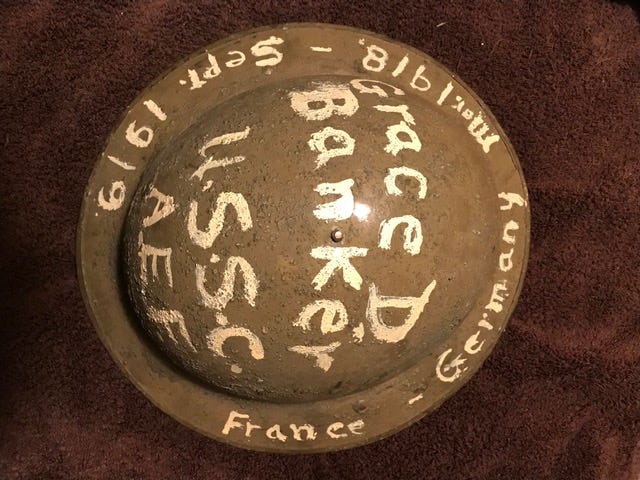 Grace D
Banker
U.S.S.C.
A E F
France - Germany
Mar. 1918. - Sept. 1919